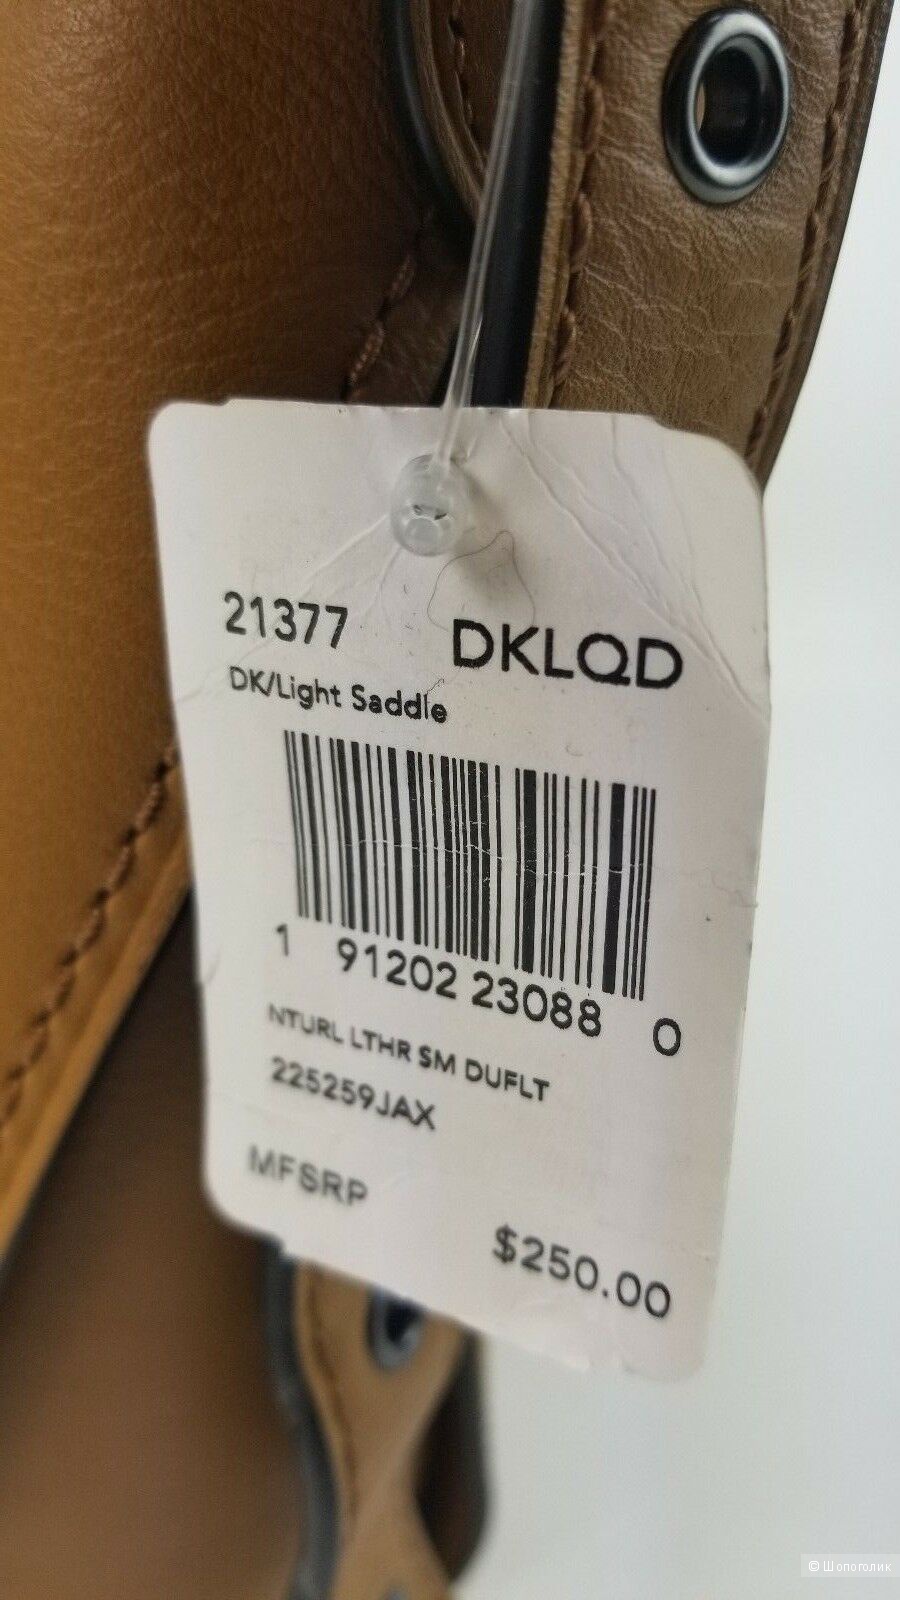 21377 DKLQD
DK/Light Saddle
1 91202 23088 0
NTURL LTHR SM DUFLT
225259JAX
MFSRP
$250.00
© Шопоголик